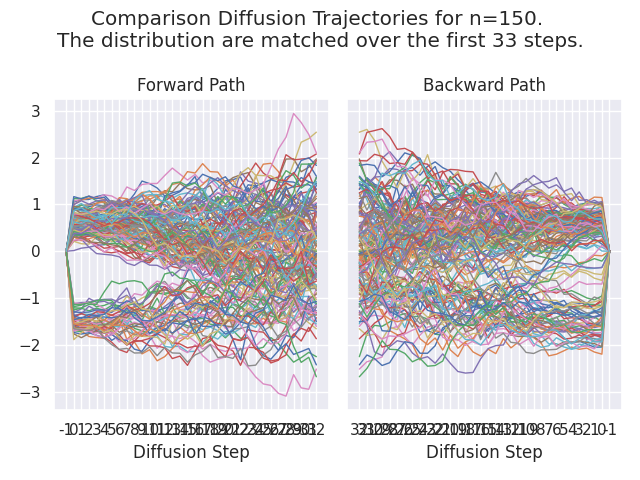 Comparison Diffusion Trajectories for n=150.
The distribution are matched over the first 33 steps.
Forward Path
Backward Path
3
2
1
0
−1
−2
−3
Diffusion Step
Diffusion Step